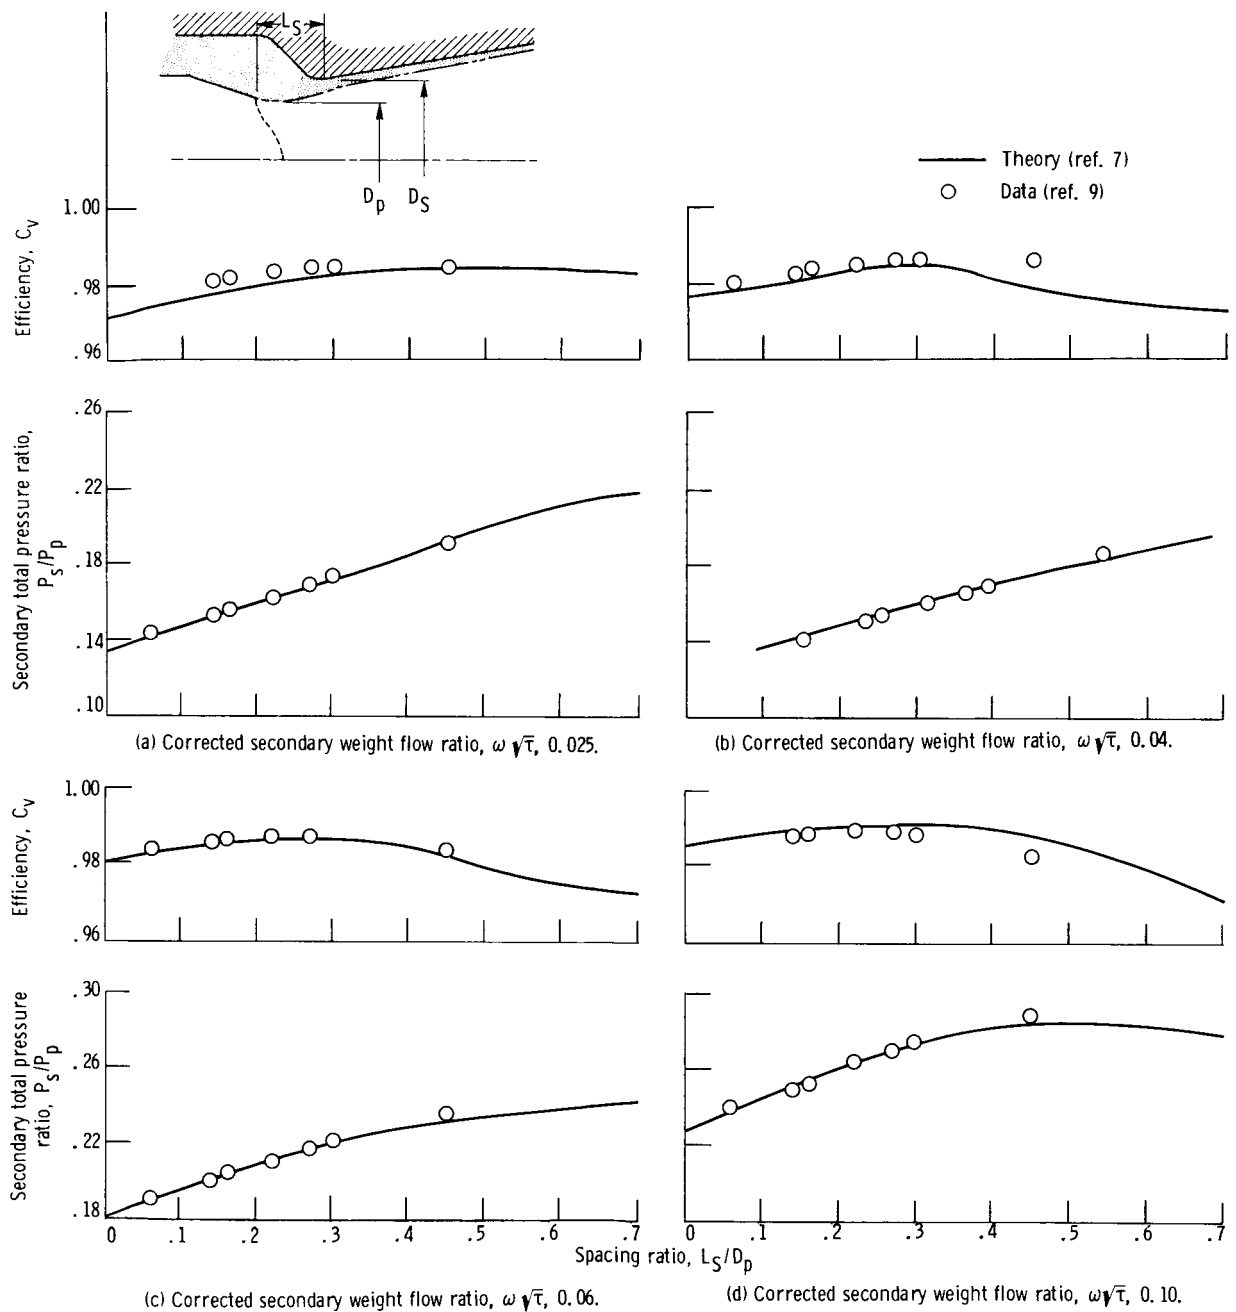 L_S
D_p
D_S
Theory (ref. 7)
Data (ref. 9)
Efficiency, C_v
1.00
.98
.96
Secondary total pressure ratio,
P_s/P_p
.26
.22
.18
.14
.10
(a) Corrected secondary weight flow ratio, ω√τ, 0.025.
(b) Corrected secondary weight flow ratio, ω√τ, 0.04.
Efficiency, C_v
1.00
.98
.96
Secondary total pressure
ratio, P_s/P_p
.30
.26
.22
.18
0 .1 .2 .3 .4 .5 .6 .7
0 .1 .2 .3 .4 .5 .6 .7
Spacing ratio, L_S/D_p
(c) Corrected secondary weight flow ratio, ω√τ, 0.06.
(d) Corrected secondary weight flow ratio, ω√τ, 0.10.